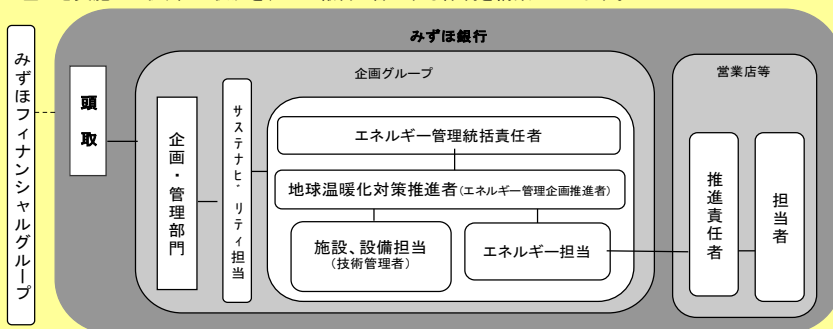 みずほ銀行
みずほフィナンシャルグループ
頭取
企画グループ
企画・管理部門
サステナビリティ担当
エネルギー管理統括責任者
地球温暖化対策推進者(エネルギー管理企画推進者)
施設、設備担当
(技術管理者)
エネルギー担当
営業店等
推進責任者
担当者